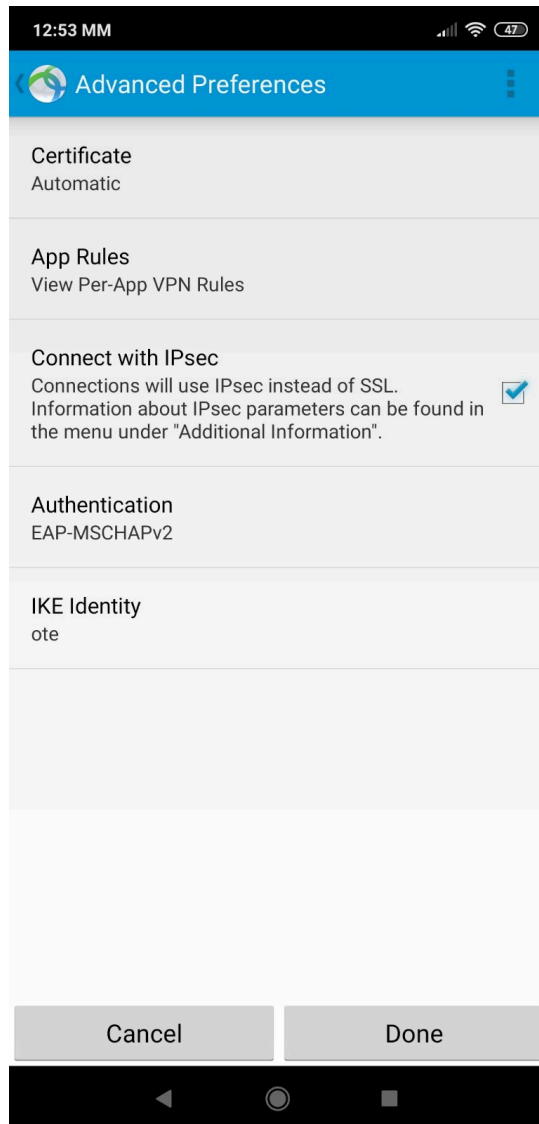 12:53 MM
47
Advanced Preferences
Certificate
Automatic
App Rules
View Per-App VPN Rules
Connect with IPsec
Connections will use IPsec instead of SSL.
Information about IPsec parameters can be found in
the menu under "Additional Information".
Authentication
EAP-MSCHAPv2
IKE Identity
ote
Cancel
Done